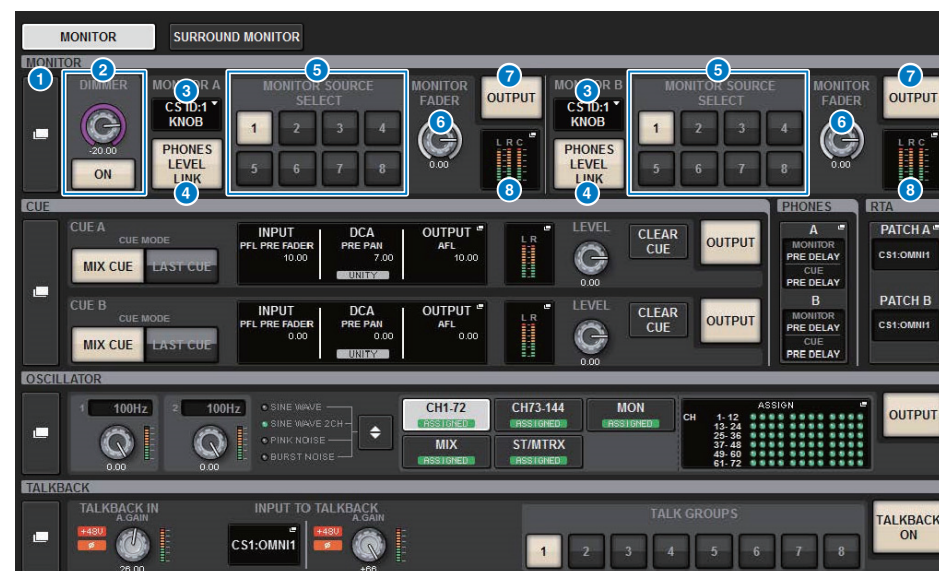 MONITOR
SURROUND MONITOR
MONITOR
1
2
DIMMER
-20.00
ON
MONITOR A
3
CS ID:1
KNOB
PHONES
LEVEL
LINK
4
5
MONITOR SOURCE
SELECT
1
2
3
4
5
6
7
8
MONITOR
FADER
6
0.00
7
OUTPUT
L R C
8
MONITOR B
3
CS ID:1
KNOB
PHONES
LEVEL
LINK
4
5
MONITOR SOURCE
SELECT
1
2
3
4
5
6
7
8
MONITOR
FADER
6
0.00
7
OUTPUT
L R C
8
CUE
CUE A
CUE MODE
MIX CUE
LAST CUE
INPUT
PFL PRE FADER
10.00
DCA
PRE PAN
7.00
UNITY
OUTPUT
AFL
10.00
L R
LEVEL
0.00
CLEAR
CUE
OUTPUT
CUE B
CUE MODE
MIX CUE
LAST CUE
INPUT
PFL PRE FADER
0.00
DCA
PRE PAN
0.00
UNITY
OUTPUT
AFL
0.00
L R
LEVEL
0.00
CLEAR
CUE
OUTPUT
PHONES
A
MONITOR
PRE DELAY
CUE
PRE DELAY
B
MONITOR
PRE DELAY
CUE
PRE DELAY
RTA
PATCH A
CS1:OMNI1
PATCH B
CS1:OMNI1
OSCILLATOR
1 100Hz
0.00
2 100Hz
0.00
SINE WAVE
SINE WAVE 2CH
PINK NOISE
BURST NOISE
CH1-72
ASSIGNED
CH73-144
ASSIGNED
MON
ASSIGNED
MIX
ASSIGNED
ST/MTRX
ASSIGNED
ASSIGN
CH 1- 12
13- 24
25- 36
37- 48
49- 60
61- 72
OUTPUT
TALKBACK
TALKBACK IN
A.GAIN
+48V
Ø
26.00
INPUT TO TALKBACK
CS1:OMNI1
A.GAIN
+48V
Ø
+66
TALK GROUPS
1
2
3
4
5
6
7
8
TALKBACK
ON